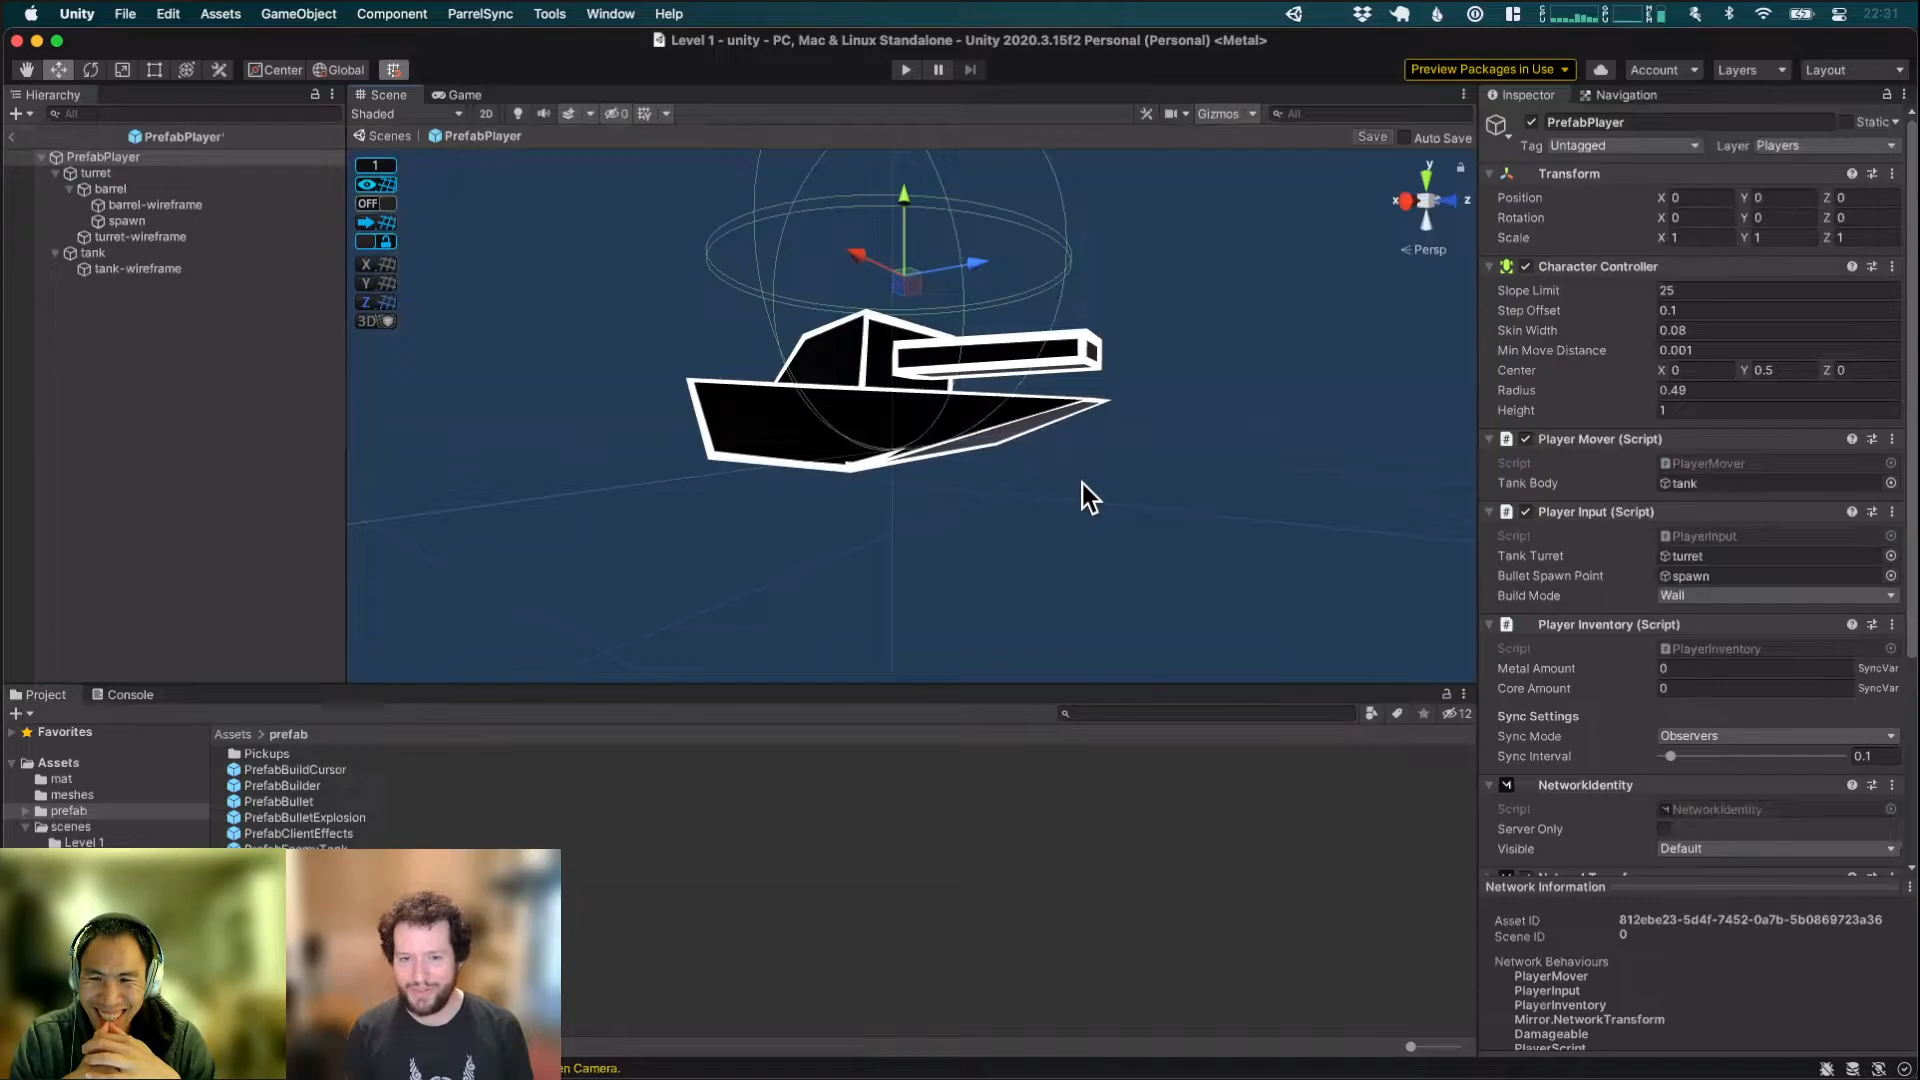 Unity File Edit Assets GameObject Component ParrelSync Tools Window Help 22:31
Level 1 - unity - PC, Mac & Linux Standalone - Unity 2020.3.15f2 Personal (Personal) <Metal>
Center Global Preview Packages in Use Account Layers Layout
Hierarchy Scene Game Inspector Navigation
All Shaded 2D 0 Gizmos All PrefabPlayer Static
PrefabPlayer Scenes PrefabPlayer Save Auto Save
Tag Untagged Layer Players
PrefabPlayer
turret
barrel
barrel-wireframe
spawn
turret-wireframe
tank
tank-wireframe
1
OFF
X
Y
Z
3D
y
x z
Persp
Transform
Position X 0 Y 0 Z 0
Rotation X 0 Y 0 Z 0
Scale X 1 Y 1 Z 1
Character Controller
Slope Limit 25
Step Offset 0.1
Skin Width 0.08
Min Move Distance 0.001
Center X 0 Y 0.5 Z 0
Radius 0.49
Height 1
Player Mover (Script)
Script PlayerMover
Tank Body tank
Player Input (Script)
Script PlayerInput
Tank Turret turret
Bullet Spawn Point spawn
Build Mode Wall
Player Inventory (Script)
Script PlayerInventory
Metal Amount 0 SyncVar
Core Amount 0 SyncVar
Sync Settings
Sync Mode Observers
Sync Interval 0.1
NetworkIdentity
Script NetworkIdentity
Server Only
Visible Default
Network Information
Asset ID 812ebe23-5d4f-7452-0a7b-5b0869723a36
Scene ID 0
Network Behaviours
PlayerMover
PlayerInput
PlayerInventory
Mirror.NetworkTransform
Damageable
PlayerScript
Project Console
12
Favorites
Assets
mat
meshes
prefab
scenes
Level 1
Assets > prefab
Pickups
PrefabBuildCursor
PrefabBuilder
PrefabBullet
PrefabBulletExplosion
PrefabClientEffects
PrefabEnemyTank
en Camera.